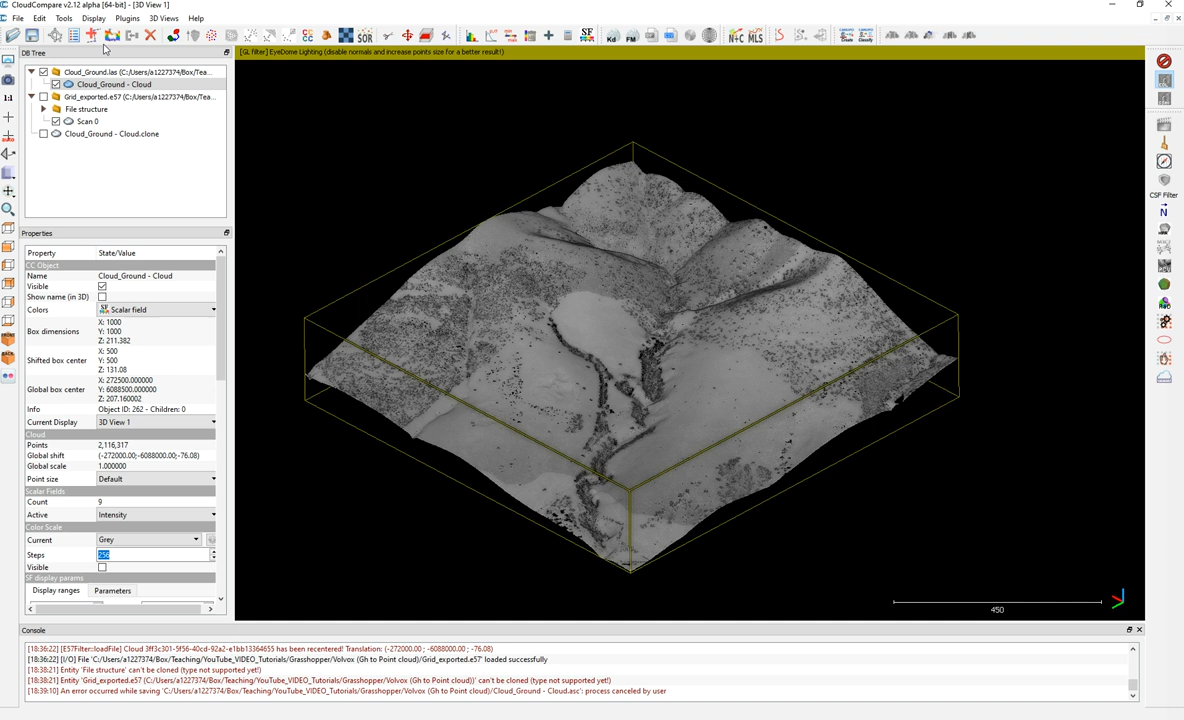 CloudCompare v2.12 alpha [64-bit] - [3D View 1]
File Edit Tools Display Plugins 3D Views Help
SOR
CC
SF
Kd FM
N+C MLS
DB Tree
Cloud_Ground.las (C:/Users/a1227374/Box/Tea...
Cloud_Ground - Cloud
Grid_exported.e57 (C:/Users/a1227374/Box/Tea...
File structure
Scan 0
Cloud_Ground - Cloud.clone
1:1
AUTO
FRONT
BACK
[GL filter] EyeDome Lighting (disable normals and increase points size for a better result!)
450
CSF Filter
N
Properties
Property State/Value
CC Object
Name Cloud_Ground - Cloud
Visible
Show name (in 3D)
Colors SF Scalar field
Box dimensions X: 1000
Y: 1000
Z: 211.382
Shifted box center X: 500
Y: 500
Z: 131.08
Global box center X: 272500.000000
Y: 6088500.000000
Z: 207.160002
Info Object ID: 262 - Children: 0
Current Display 3D View 1
Cloud
Points 2,116,317
Global shift (-272000.00;-6088000.00;-76.08)
Global scale 1.000000
Point size Default
Scalar Fields
Count 9
Active Intensity
Color Scale
Current Grey
Steps 256
Visible
SF display params
Display ranges Parameters
Console
[18:36:22] [E57Filter::loadFile] Cloud 3ff3c301-5f56-40cd-92a2-e1bb13364655 has been recentered! Translation: (-272000.00 ; -6088000.00 ; -76.08)
[18:36:22] [I/O] File 'C:/Users/a1227374/Box/Teaching/YouTube_VIDEO_Tutorials/Grasshopper/Volvox (Gh to Point cloud)/Grid_exported.e57' loaded successfully
[18:38:21] Entity 'File structure' can't be cloned (type not supported yet!)
[18:38:21] Entity 'Grid_exported.e57 (C:/Users/a1227374/Box/Teaching/YouTube_VIDEO_Tutorials/Grasshopper/Volvox (Gh to Point cloud))' can't be cloned (type not supported yet!)
[18:39:10] An error occurred while saving 'C:/Users/a1227374/Box/Teaching/YouTube_VIDEO_Tutorials/Grasshopper/Volvox (Gh to Point cloud)/Cloud_Ground - Cloud.asc': process canceled by user